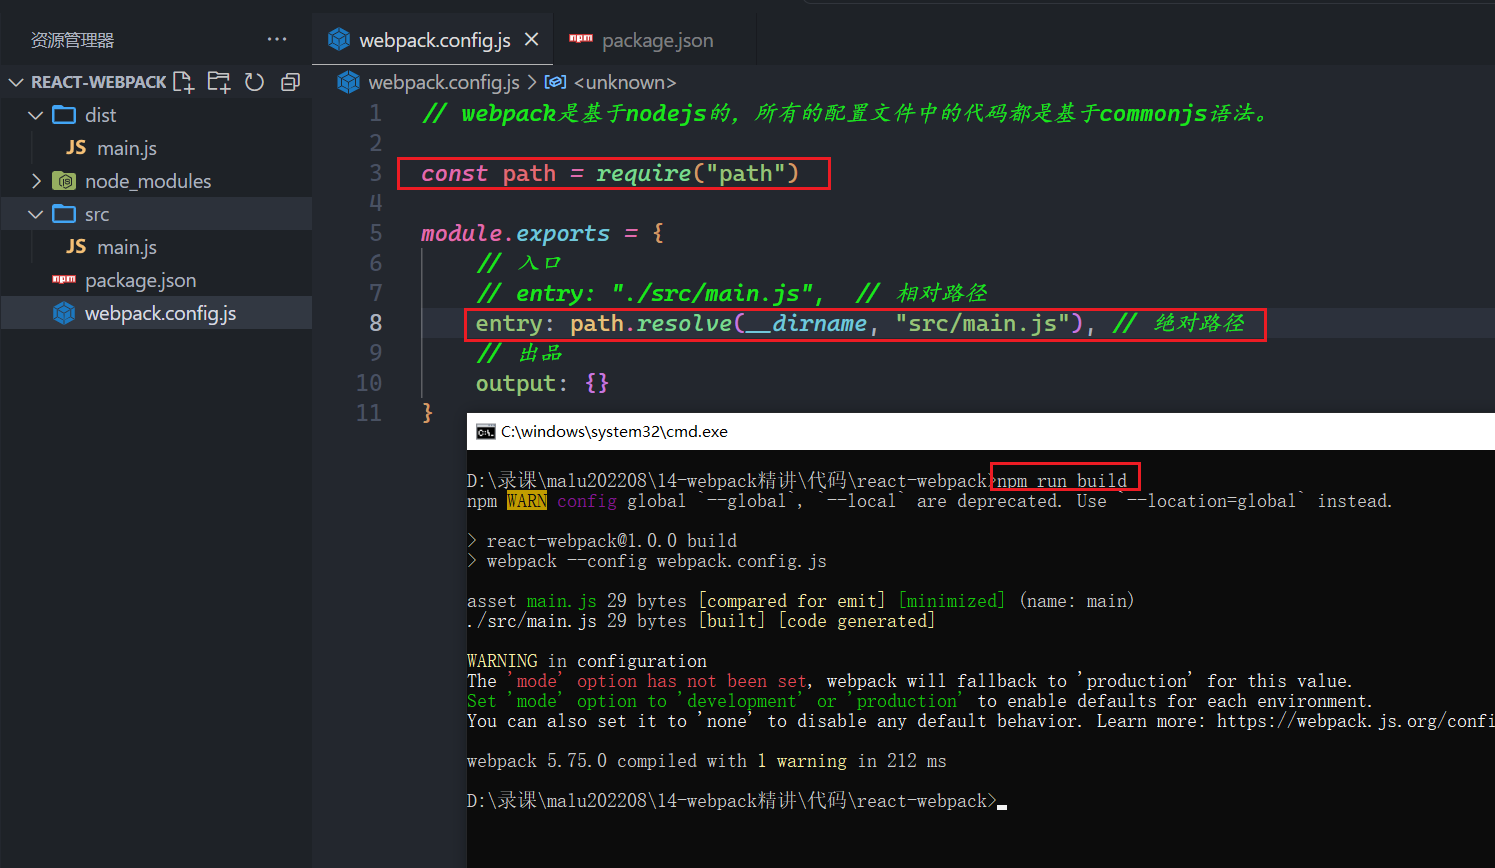 资源管理器 ···
REACT-WEBPACK
dist
JS main.js
node_modules
src
JS main.js
npm package.json
webpack.config.js
webpack.config.js
npm package.json
webpack.config.js > <unknown>
1 // webpack是基于nodejs的，所有的配置文件中的代码都是基于commonjs语法。
2
3 const path = require("path")
4
5 module.exports = {
6 // 入口
7 // entry: "./src/main.js", // 相对路径
8 entry: path.resolve(__dirname, "src/main.js"), // 绝对路径
9 // 出品
10 output: {}
11 }
C:\windows\system32\cmd.exe
D:\录课\malu202208\14-webpack精讲\代码\react-webpack>npm run build
npm WARN config global `--global`, `--local` are deprecated. Use `--location=global` instead.
> react-webpack@1.0.0 build
> webpack --config webpack.config.js
asset main.js 29 bytes [compared for emit] [minimized] (name: main)
./src/main.js 29 bytes [built] [code generated]
WARNING in configuration
The 'mode' option has not been set, webpack will fallback to 'production' for this value.
Set 'mode' option to 'development' or 'production' to enable defaults for each environment.
You can also set it to 'none' to disable any default behavior. Learn more: https://webpack.js.org/confi
webpack 5.75.0 compiled with 1 warning in 212 ms
D:\录课\malu202208\14-webpack精讲\代码\react-webpack>